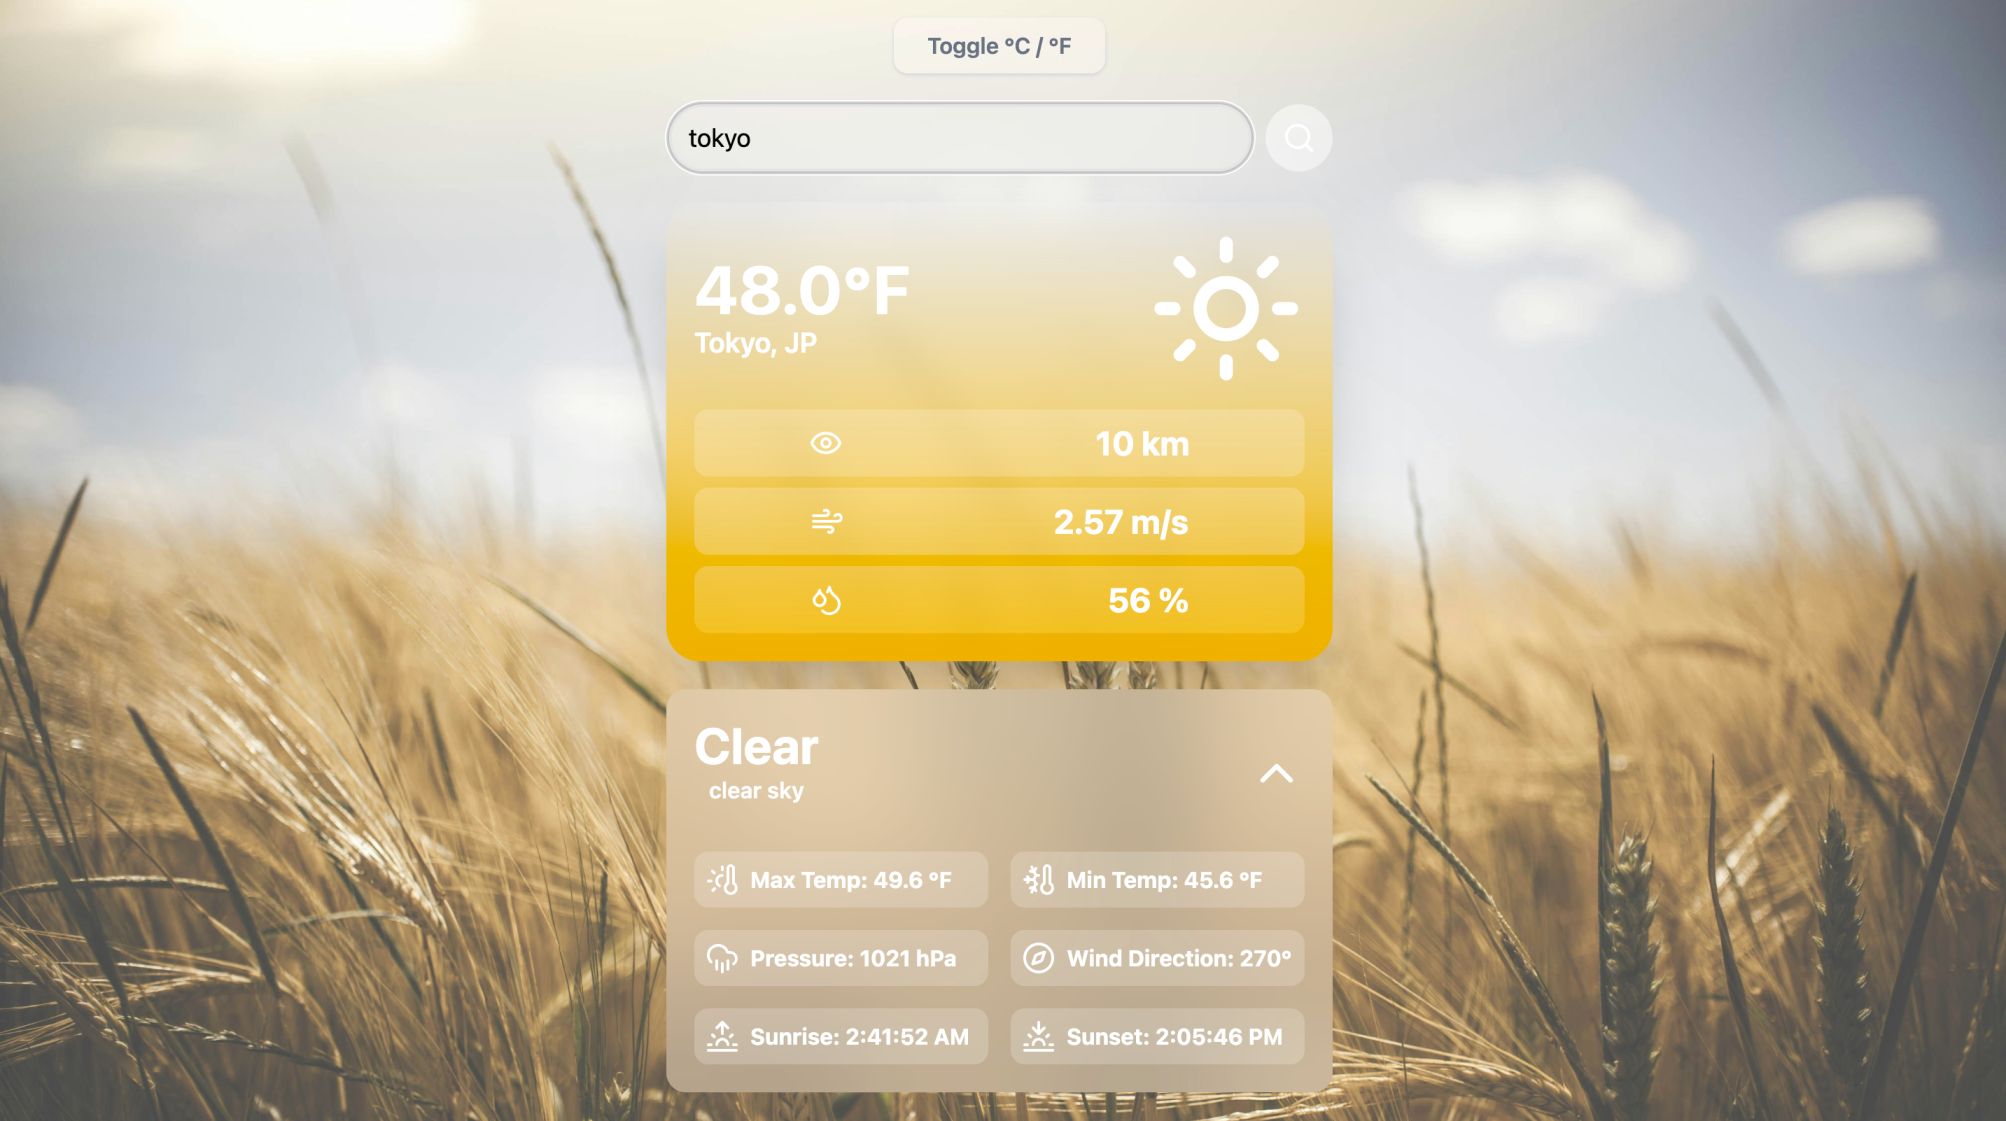 Toggle °C / °F
tokyo
48.0°F
Tokyo, JP
10 km
2.57 m/s
56 %
Clear
clear sky
Max Temp: 49.6 °F
Min Temp: 45.6 °F
Pressure: 1021 hPa
Wind Direction: 270°
Sunrise: 2:41:52 AM
Sunset: 2:05:46 PM